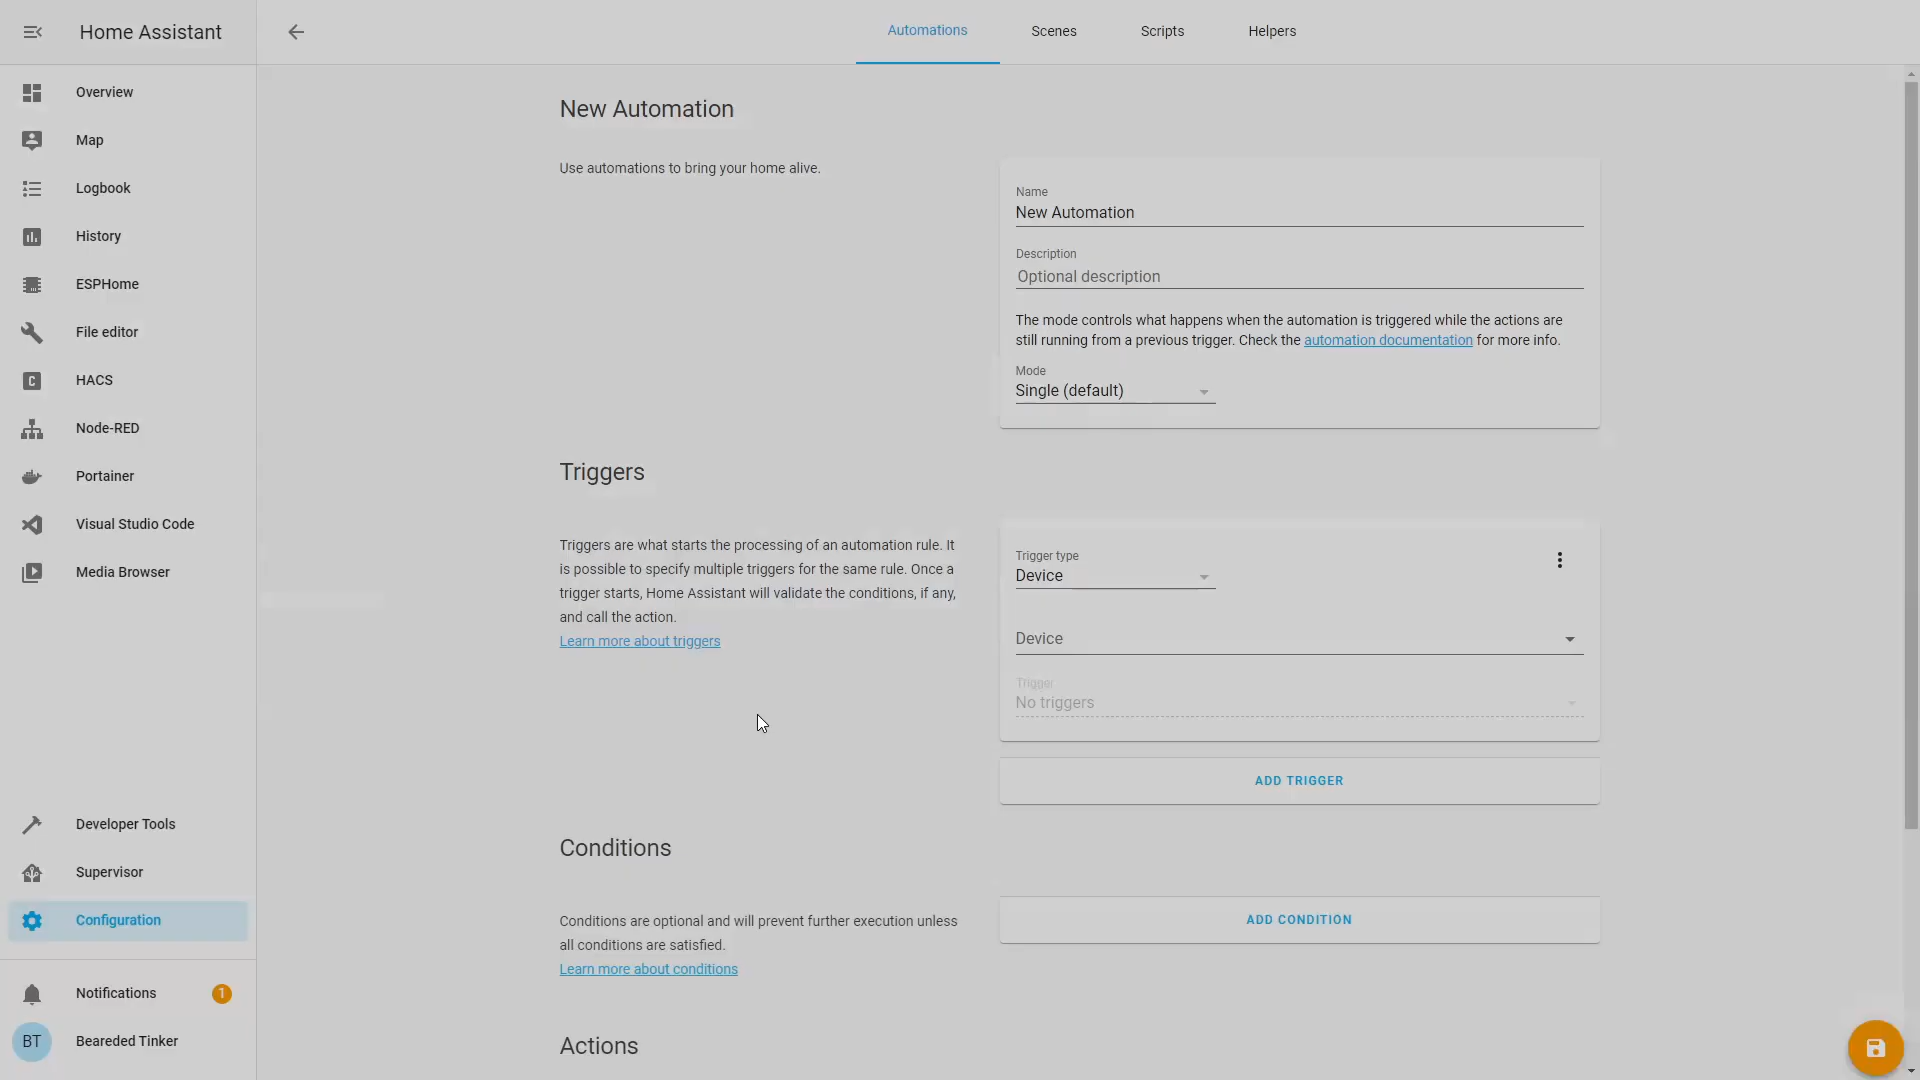 Home Assistant
Automations
Scenes
Scripts
Helpers
Overview
Map
Logbook
History
ESPHome
File editor
C
HACS
Node-RED
Portainer
Visual Studio Code
Media Browser
Developer Tools
Supervisor
Configuration
Notifications
1
BT
Bearded Tinker
New Automation
Use automations to bring your home alive.
Name
New Automation
Description
Optional description
The mode controls what happens when the automation is triggered while the actions are
still running from a previous trigger. Check the automation documentation for more info.
Mode
Single (default)
Triggers
Triggers are what starts the processing of an automation rule. It
is possible to specify multiple triggers for the same rule. Once a
trigger starts, Home Assistant will validate the conditions, if any,
and call the action.
Learn more about triggers
Trigger type
Device
Device
Trigger
No triggers
ADD TRIGGER
Conditions
Conditions are optional and will prevent further execution unless
all conditions are satisfied.
Learn more about conditions
ADD CONDITION
Actions